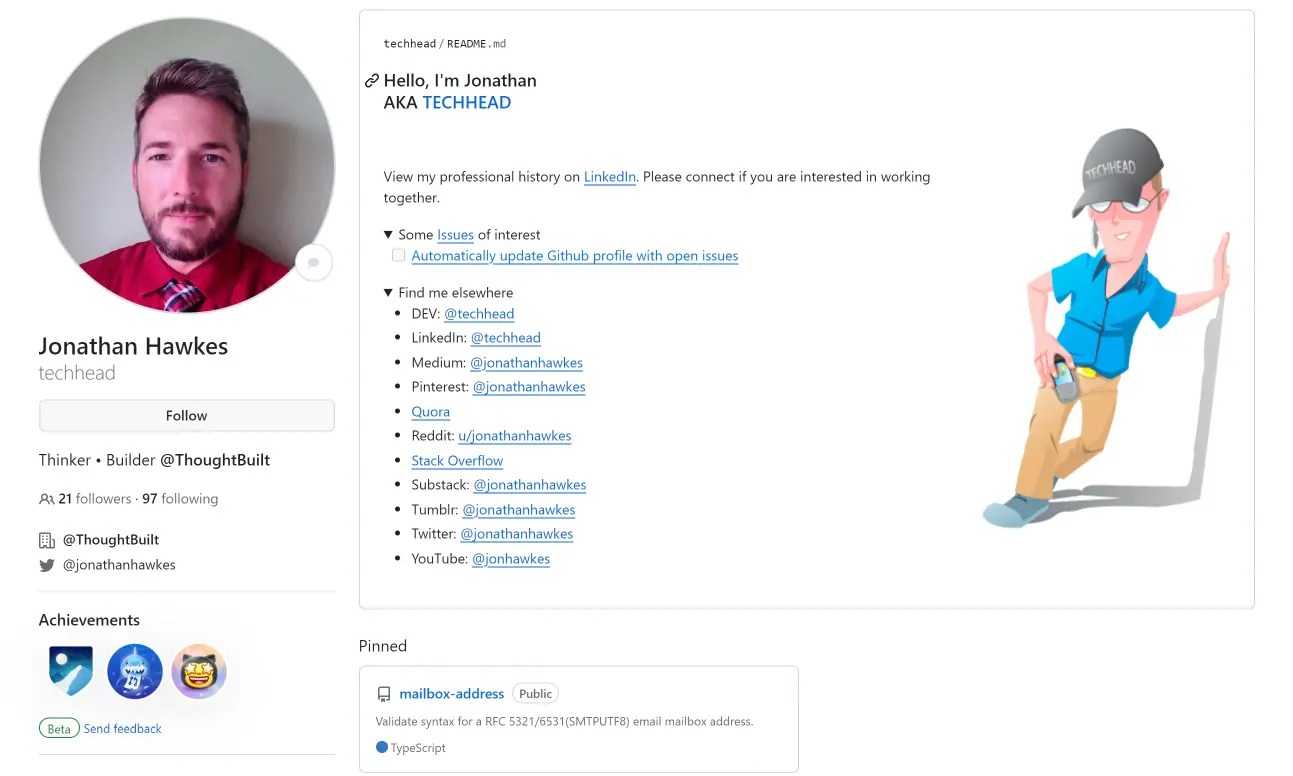 Jonathan Hawkes
techhead
Follow
Thinker • Builder @ThoughtBuilt
21 followers · 97 following
@ThoughtBuilt
@jonathanhawkes
Achievements
Beta Send feedback
techhead / README.md
Hello, I'm Jonathan
AKA TECHHEAD
View my professional history on LinkedIn. Please connect if you are interested in working
together.
Some Issues of interest
Automatically update Github profile with open issues
Find me elsewhere
DEV: @techhead
LinkedIn: @techhead
Medium: @jonathanhawkes
Pinterest: @jonathanhawkes
Quora
Reddit: u/jonathanhawkes
Stack Overflow
Substack: @jonathanhawkes
Tumblr: @jonathanhawkes
Twitter: @jonathanhawkes
YouTube: @jonhawkes
TECHHEAD
Pinned
mailbox-address Public
Validate syntax for a RFC 5321/6531(SMTPUTF8) email mailbox address.
TypeScript